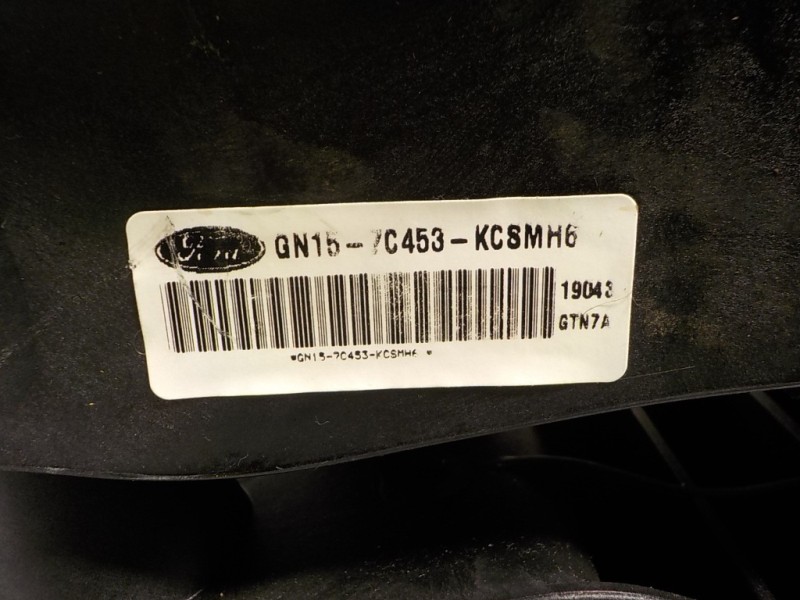 Ford GN15-7C453-KCSMH6
19043
GTN7A
*GN15-7C453-KCSMH6 *